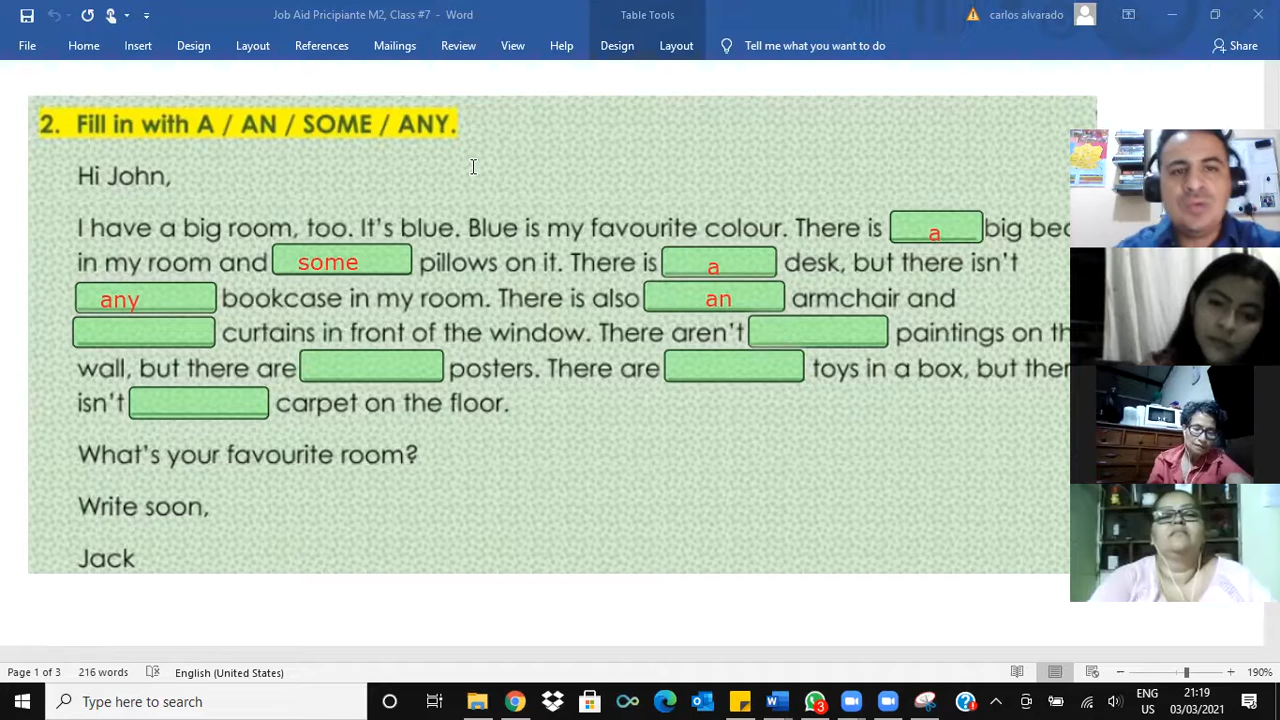 Job Aid Pricipiante M2, Class #7 - Word
Table Tools
carlos alvarado
File Home Insert Design Layout References Mailings Review View Help Design Layout Tell me what you want to do Share
2. Fill in with A / AN / SOME / ANY.
Hi John,
I have a big room, too. It's blue. Blue is my favourite colour. There is a big
in my room and some pillows on it. There is a desk, but there isn't
any bookcase in my room. There is also an armchair and
curtains in front of the window. There aren't paintings on
wall, but there are posters. There are toys in a box, but
isn't carpet on the floor.
What's your favourite room?
Write soon,
Jack
Page 1 of 3 216 words English (United States) 190%
Type here to search
3
ENG
US
21:19
03/03/2021